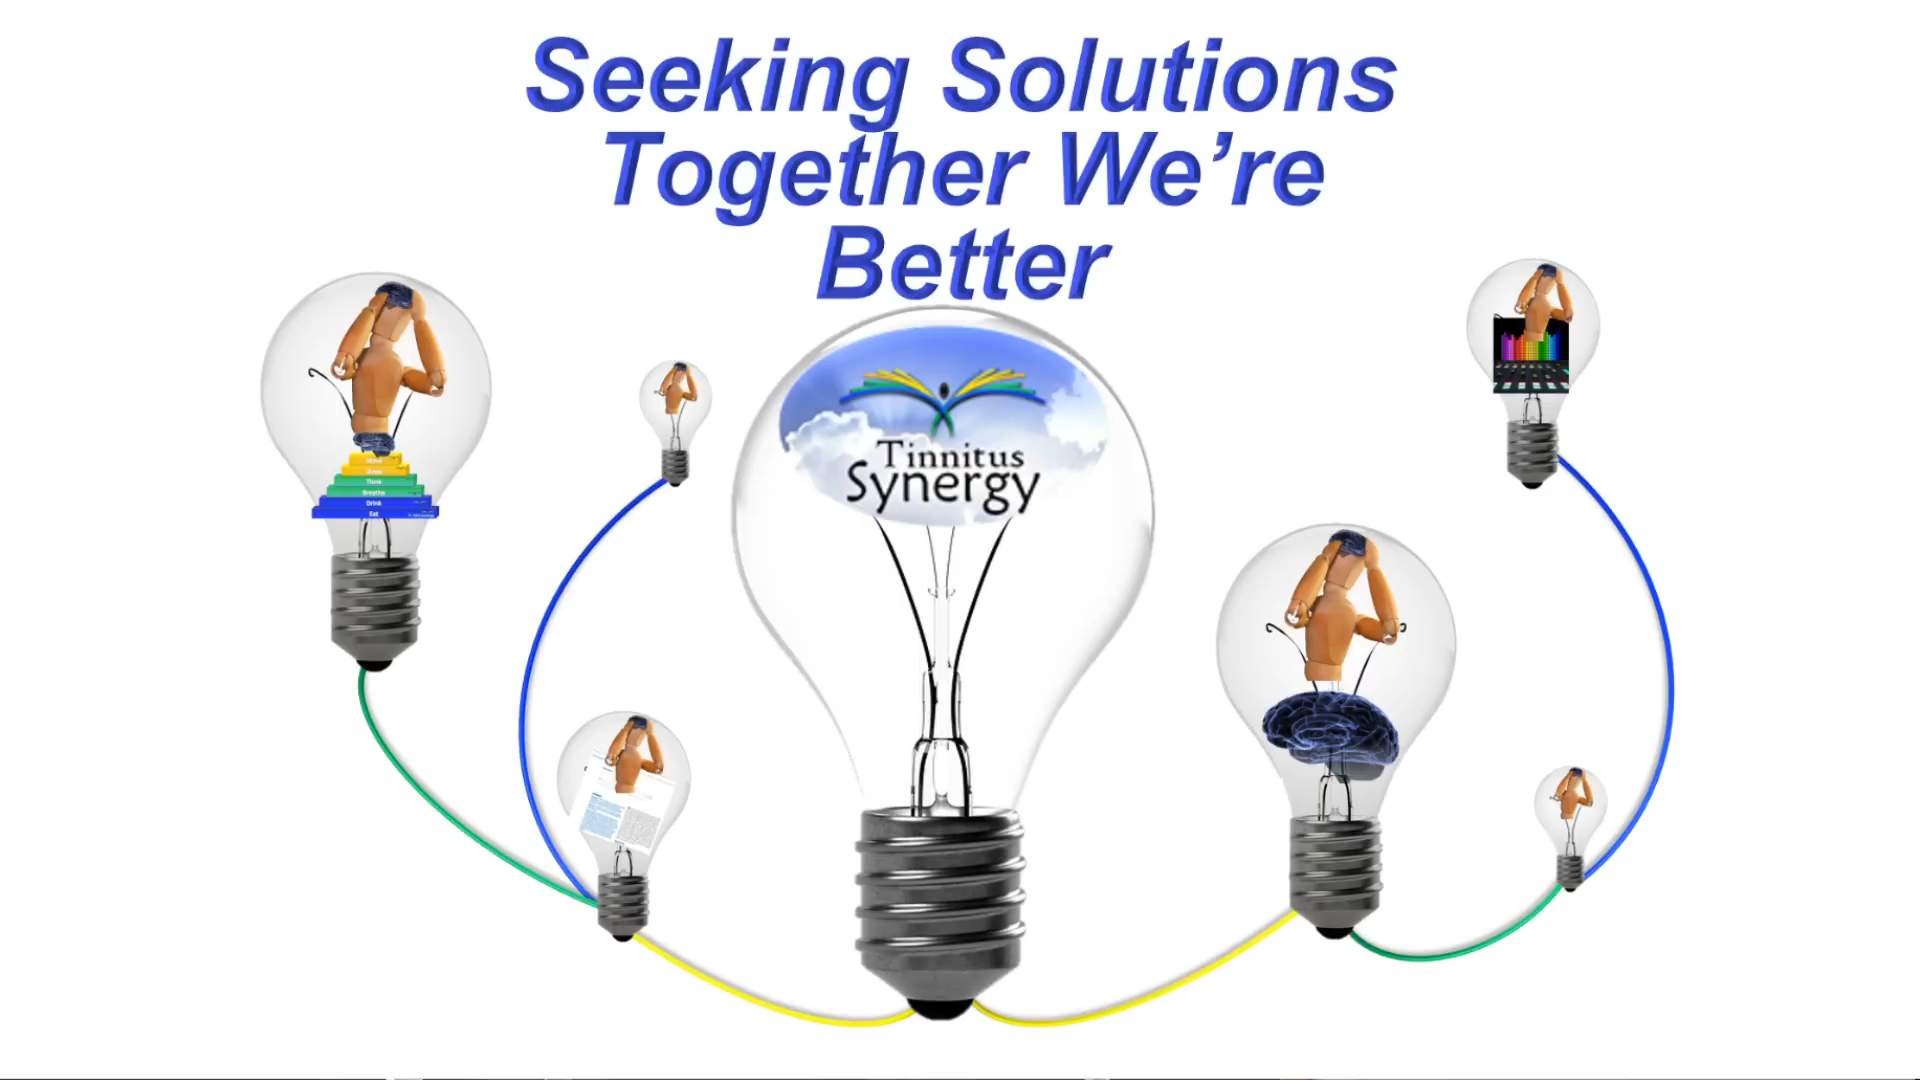 Seeking Solutions
Together We’re
Better
Tinnitus
Synergy
Think
Breathe
Drink
Eat